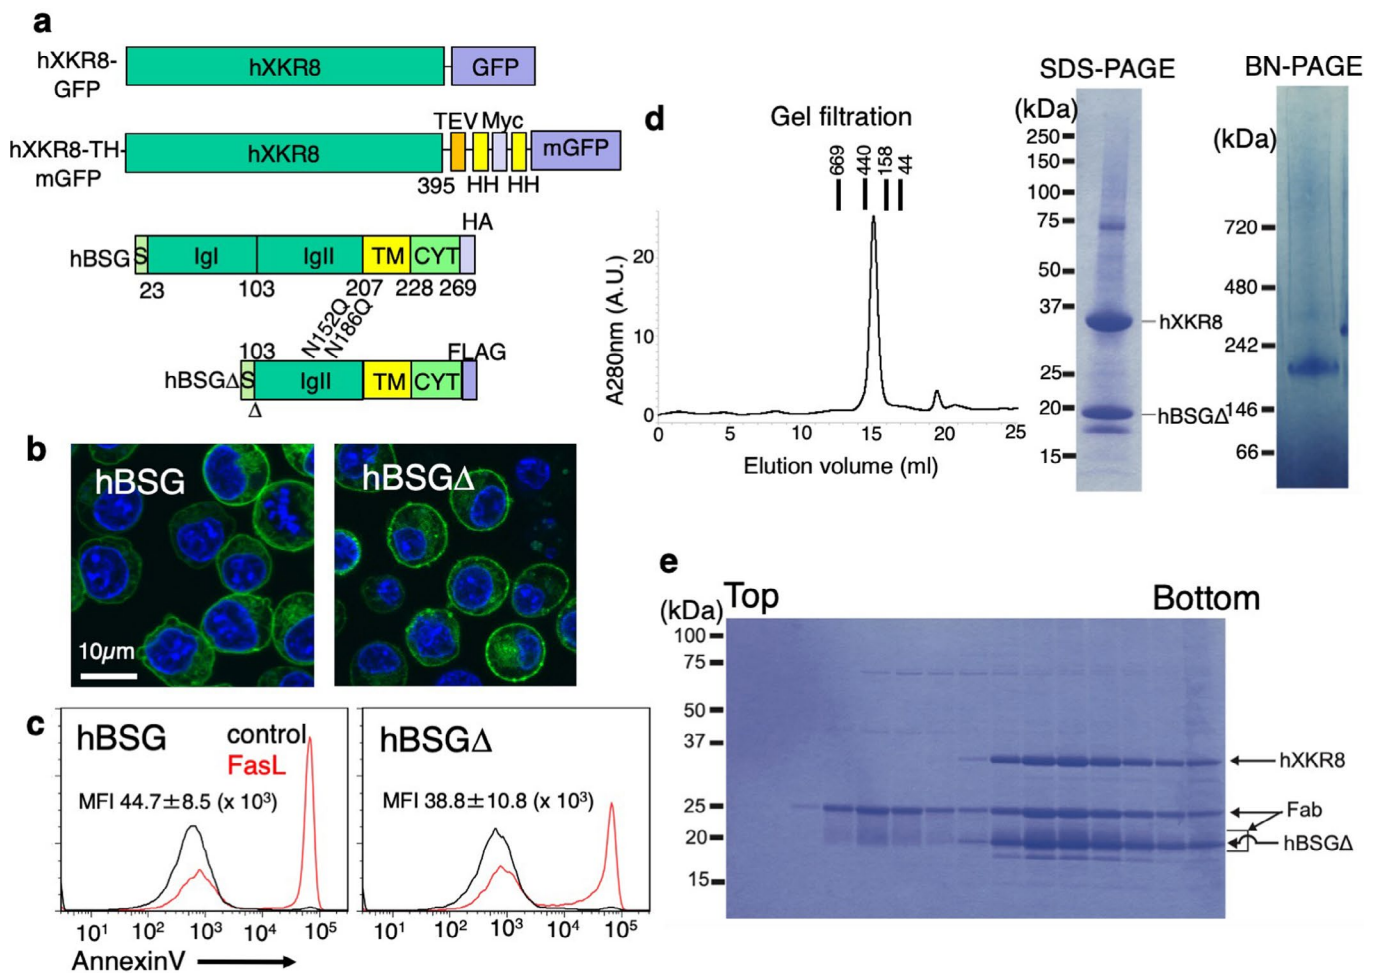 a
hXKR8-
GFP
hXKR8
GFP
TEV Myc
hXKR8-TH-
mGFP
hXKR8
mGFP
395 HH HH
HA
hBSG
S
IgI
IgII
TM
CYT
23
103
207
228
269
N152Q
N186Q
103
FLAG
hBSGΔ
S
IgII
TM
CYT
Δ
b
hBSG
hBSGΔ
10µm
c
hBSG
control
FasL
MFI 44.7±8.5 (x 10³)
10¹ 10² 10³ 10⁴ 10⁵
hBSGΔ
MFI 38.8±10.8 (x 10³)
10¹ 10² 10³ 10⁴ 10⁵
AnnexinV
d
Gel filtration
669
440
158
44
A280nm (A.U.)
20
10
0
0 5 10 15 20 25
Elution volume (ml)
SDS-PAGE
(kDa)
250
150
100
75
50
37
25
20
15
hXKR8
hBSGΔ
BN-PAGE
(kDa)
720
480
242
146
66
e
(kDa)
Top
Bottom
100
75
50
37
25
20
15
hXKR8
Fab
hBSGΔ